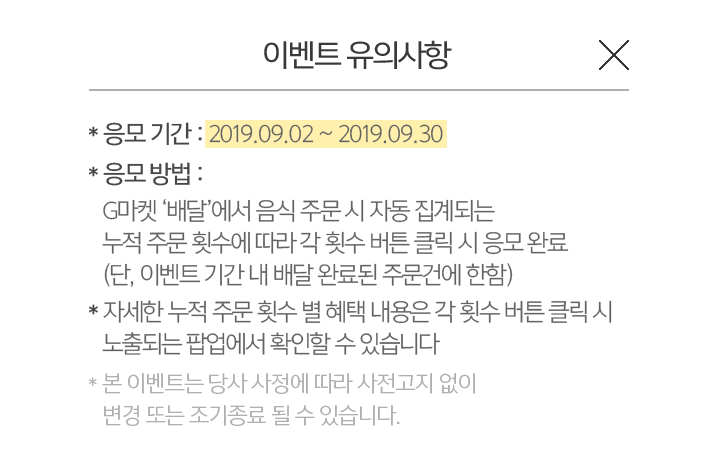 이벤트 유의사항
* 응모 기간 : 2019.09.02 ~ 2019.09.30
* 응모 방법 :
G마켓 ‘배달’에서 음식 주문 시 자동 집계되는
누적 주문 횟수에 따라 각 횟수 버튼 클릭 시 응모 완료
(단, 이벤트 기간 내 배달 완료된 주문건에 한함)
* 자세한 누적 주문 횟수 별 혜택 내용은 각 횟수 버튼 클릭 시
노출되는 팝업에서 확인할 수 있습니다
* 본 이벤트는 당사 사정에 따라 사전고지 없이
변경 또는 조기종료 될 수 있습니다.